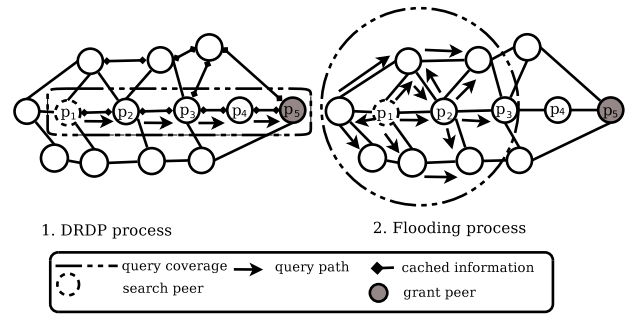 p1 p2 p3 p4 p5
p1 p2 p3 p4 p5
1. DRDP process
2. Flooding process
query coverage query path cached information
search peer grant peer